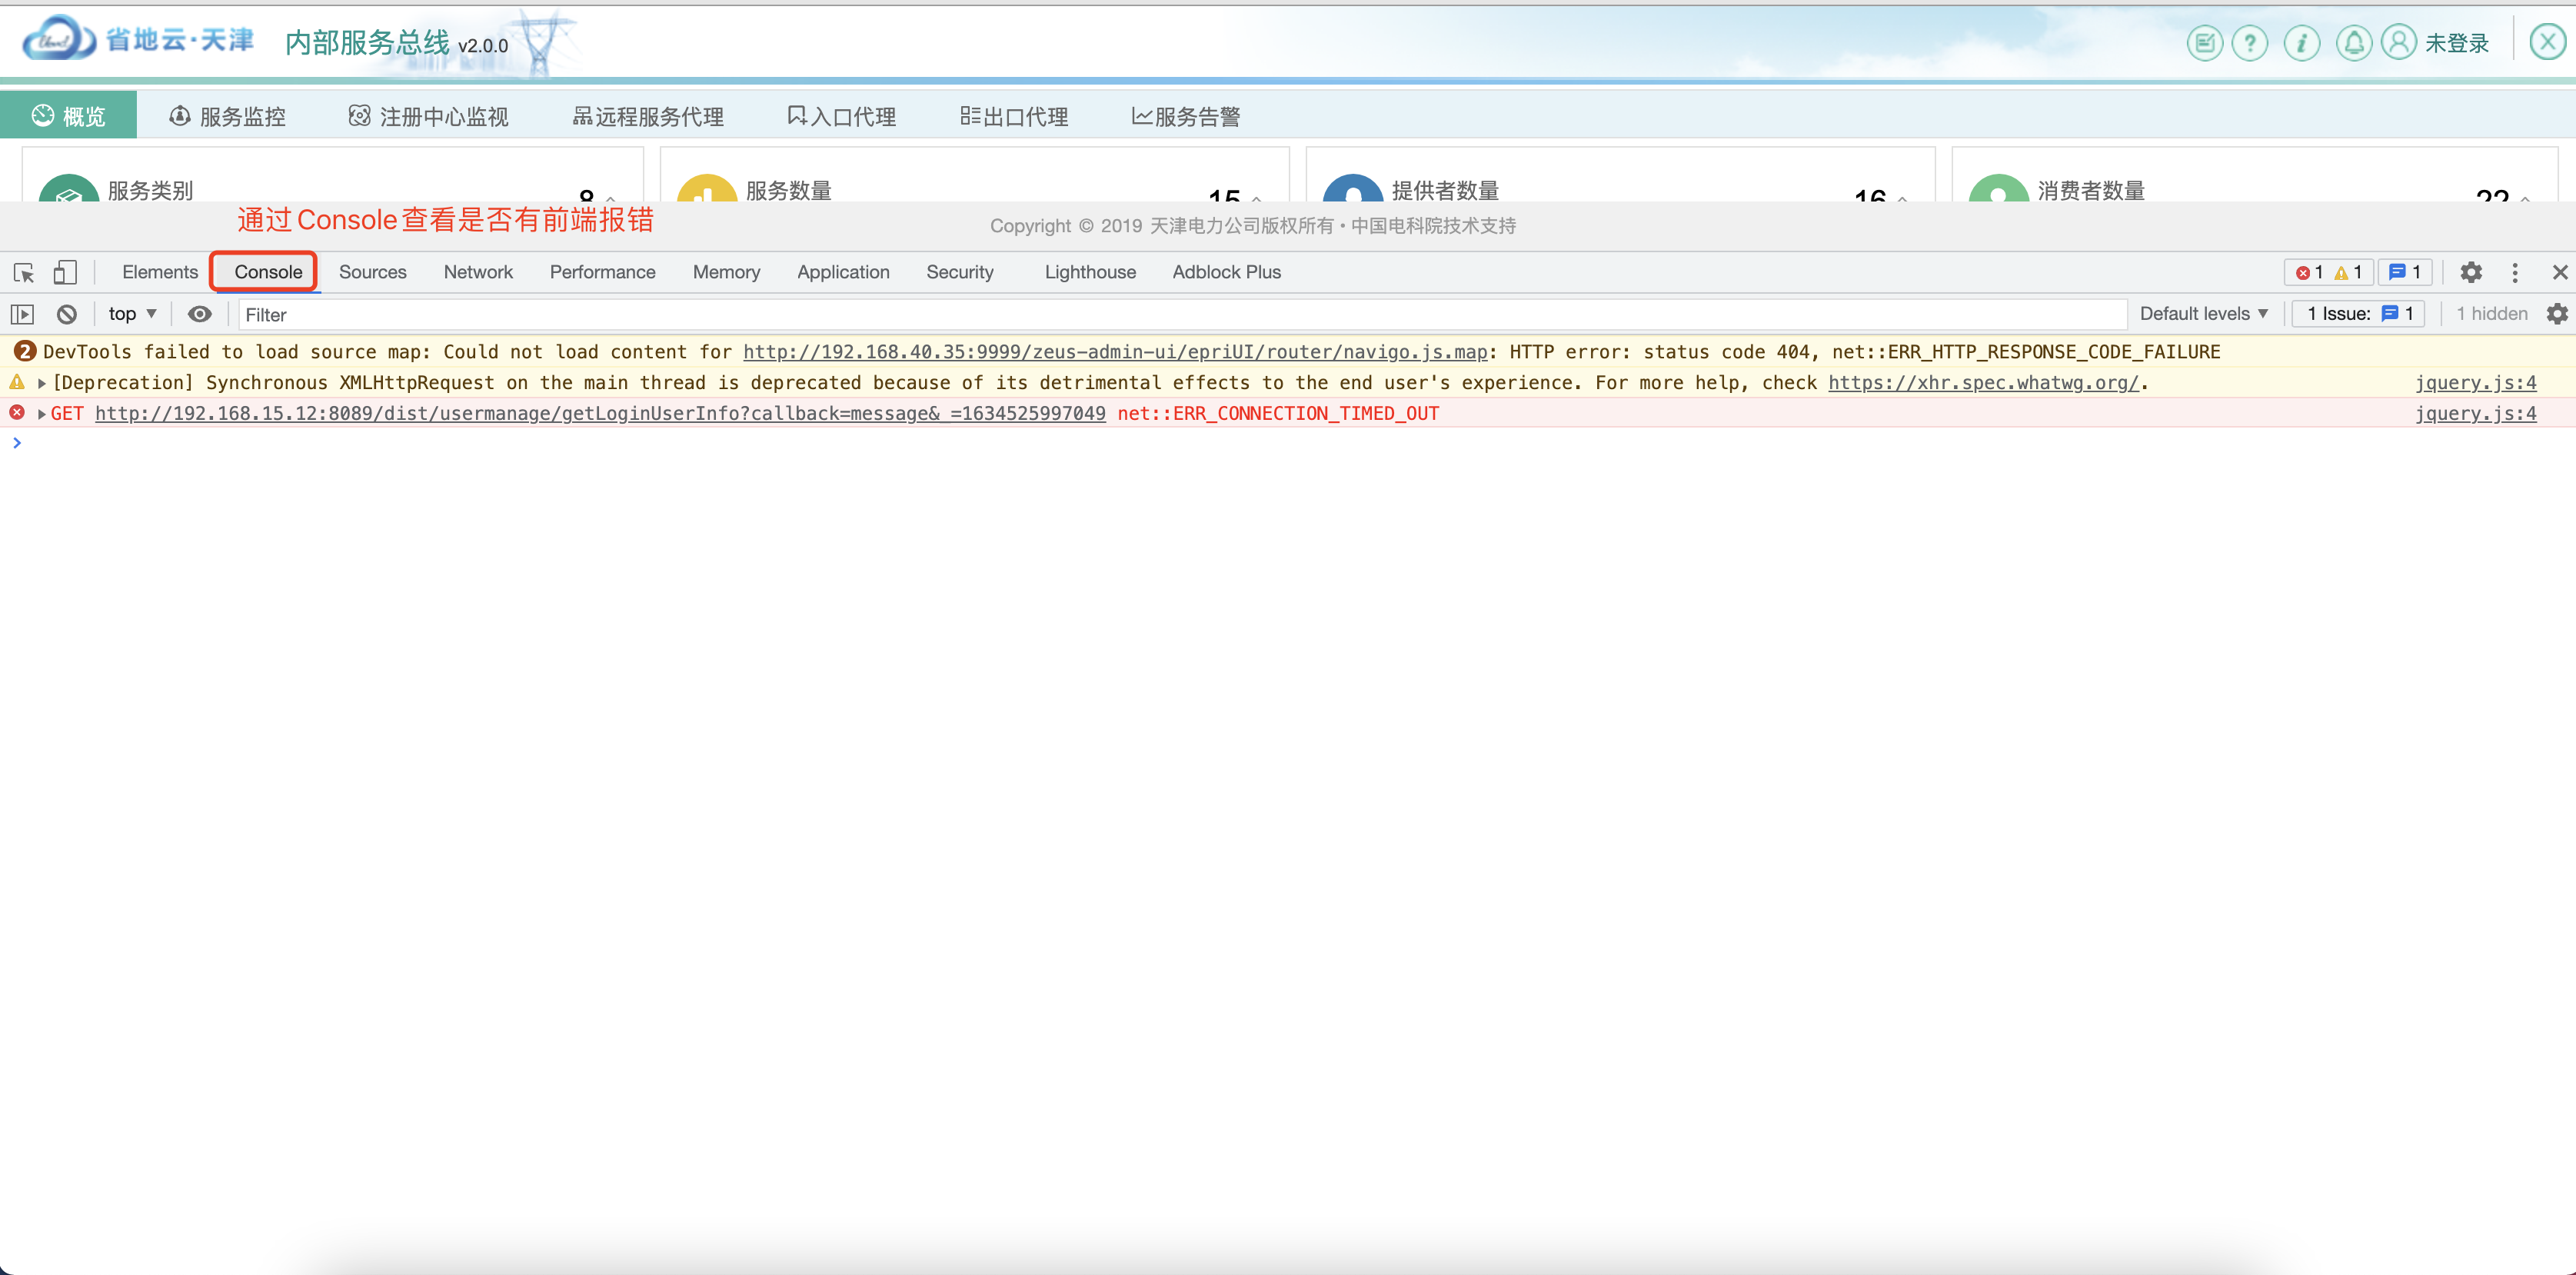 Cloud 省地云·天津 内部服务总线 v2.0.0 未登录
概览 服务监控 注册中心监视 远程服务代理 入口代理 出口代理 服务告警
服务类别 8 服务数量 15 提供者数量 16 消费者数量 22
通过Console查看是否有前端报错
Copyright © 2019 天津电力公司版权所有•中国电科院技术支持
Elements Console Sources Network Performance Memory Application Security Lighthouse Adblock Plus 1 1 1
top Filter Default levels 1 Issue: 1 1 hidden
2 DevTools failed to load source map: Could not load content for http://192.168.40.35:9999/zeus-admin-ui/epriUI/router/navigo.js.map: HTTP error: status code 404, net::ERR_HTTP_RESPONSE_CODE_FAILURE
[Deprecation] Synchronous XMLHttpRequest on the main thread is deprecated because of its detrimental effects to the end user's experience. For more help, check https://xhr.spec.whatwg.org/. jquery.js:4
GET http://192.168.15.12:8089/dist/usermanage/getLoginUserInfo?callback=message&_=1634525997049 net::ERR_CONNECTION_TIMED_OUT jquery.js:4